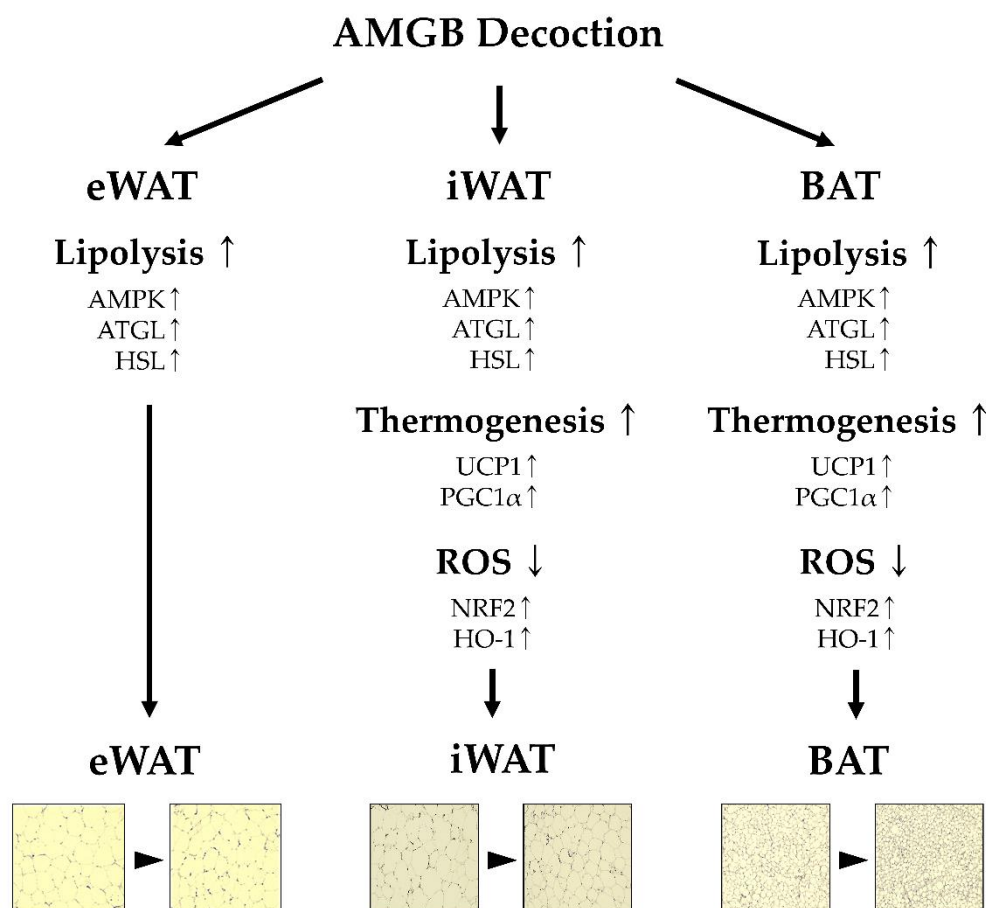 AMGB Decoction
eWAT
Lipolysis ↑
AMPK↑
ATGL↑
HSL↑
eWAT
iWAT
Lipolysis ↑
AMPK↑
ATGL↑
HSL↑
Thermogenesis ↑
UCP1↑
PGC1α↑
ROS ↓
NRF2↑
HO-1↑
iWAT
BAT
Lipolysis ↑
AMPK↑
ATGL↑
HSL↑
Thermogenesis ↑
UCP1↑
PGC1α↑
ROS ↓
NRF2↑
HO-1↑
BAT